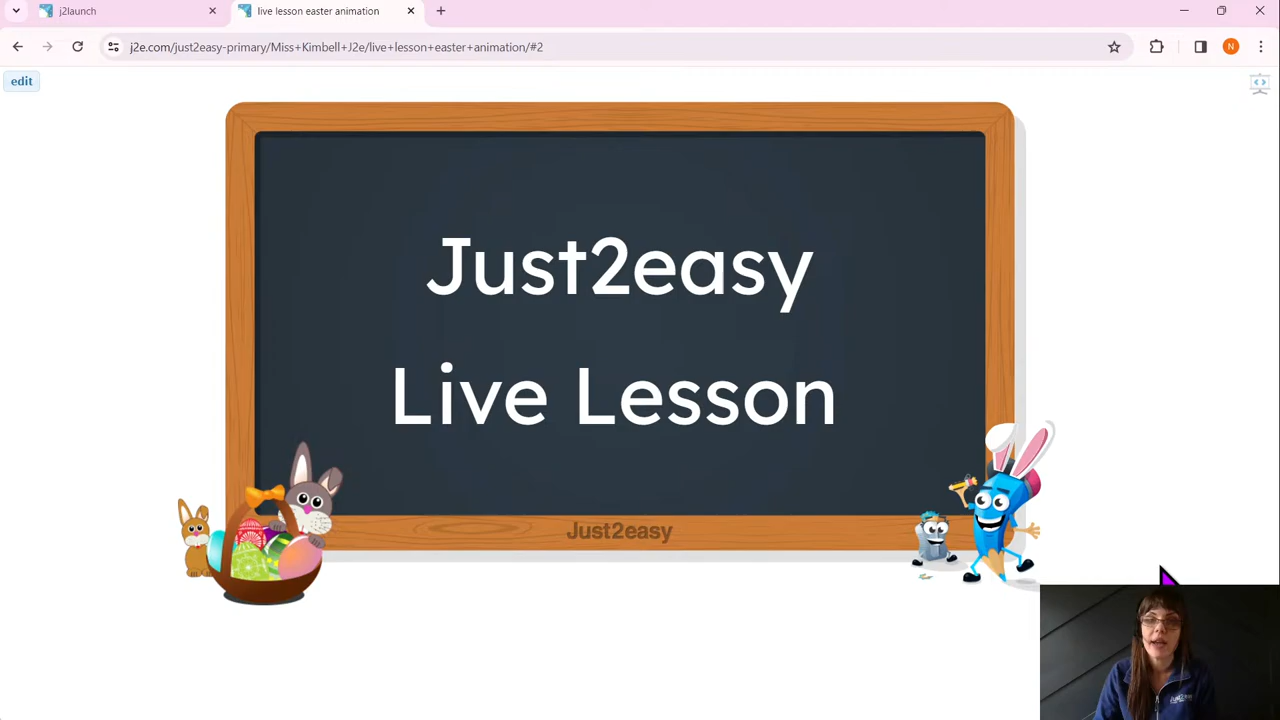 j2launch
live lesson easter animation
j2e.com/just2easy-primary/Miss+Kimbell+J2e/live+lesson+easter+animation/#2
N
edit
Just2easy
Live Lesson
Just2easy